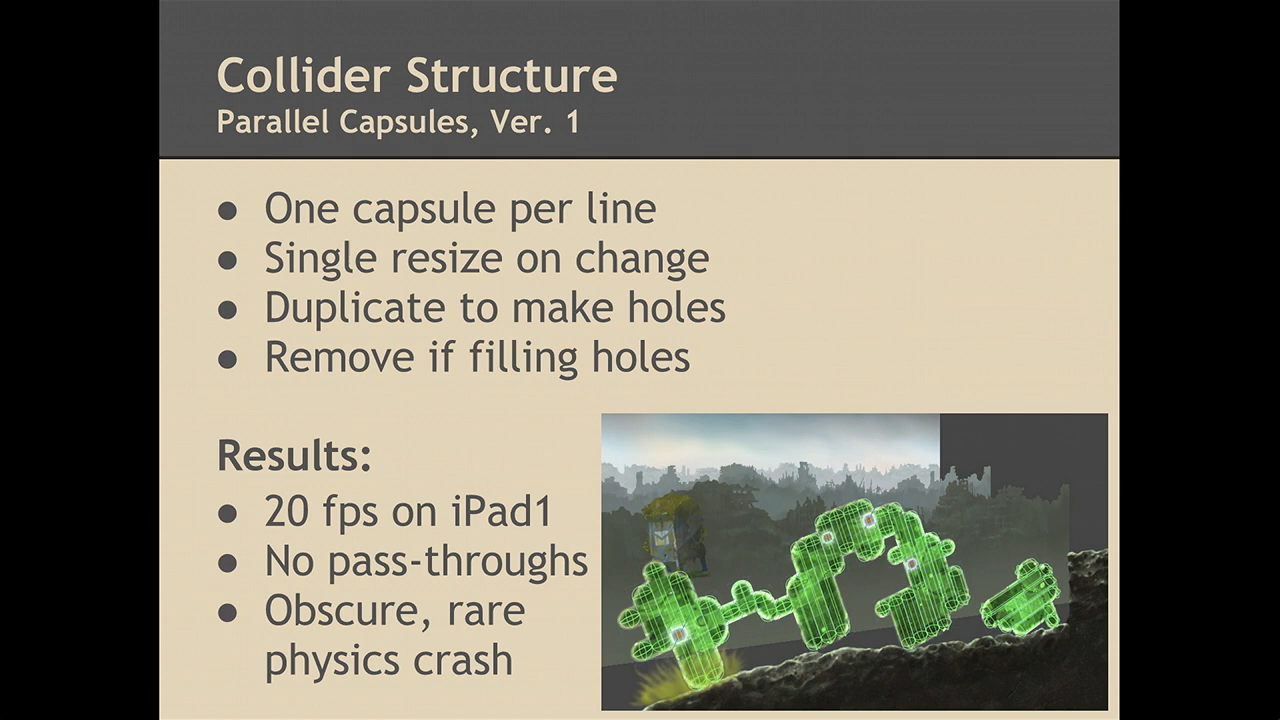 Collider Structure
Parallel Capsules, Ver. 1
● One capsule per line
● Single resize on change
● Duplicate to make holes
● Remove if filling holes
Results:
● 20 fps on iPad1
● No pass-throughs
● Obscure, rare
physics crash